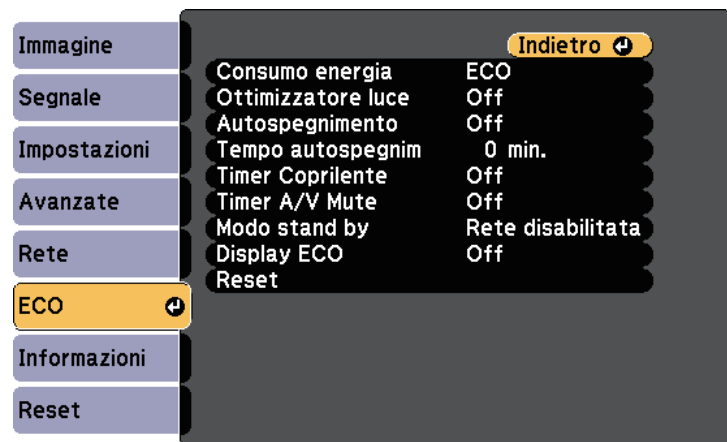 Immagine
Segnale
Impostazioni
Avanzate
Rete
ECO
Informazioni
Reset
Indietro
Consumo energia ECO
Ottimizzatore luce Off
Autospegnimento Off
Tempo autospegnim 0 min.
Timer Coprilente Off
Timer A/V Mute Off
Modo stand by Rete disabilitata
Display ECO Off
Reset